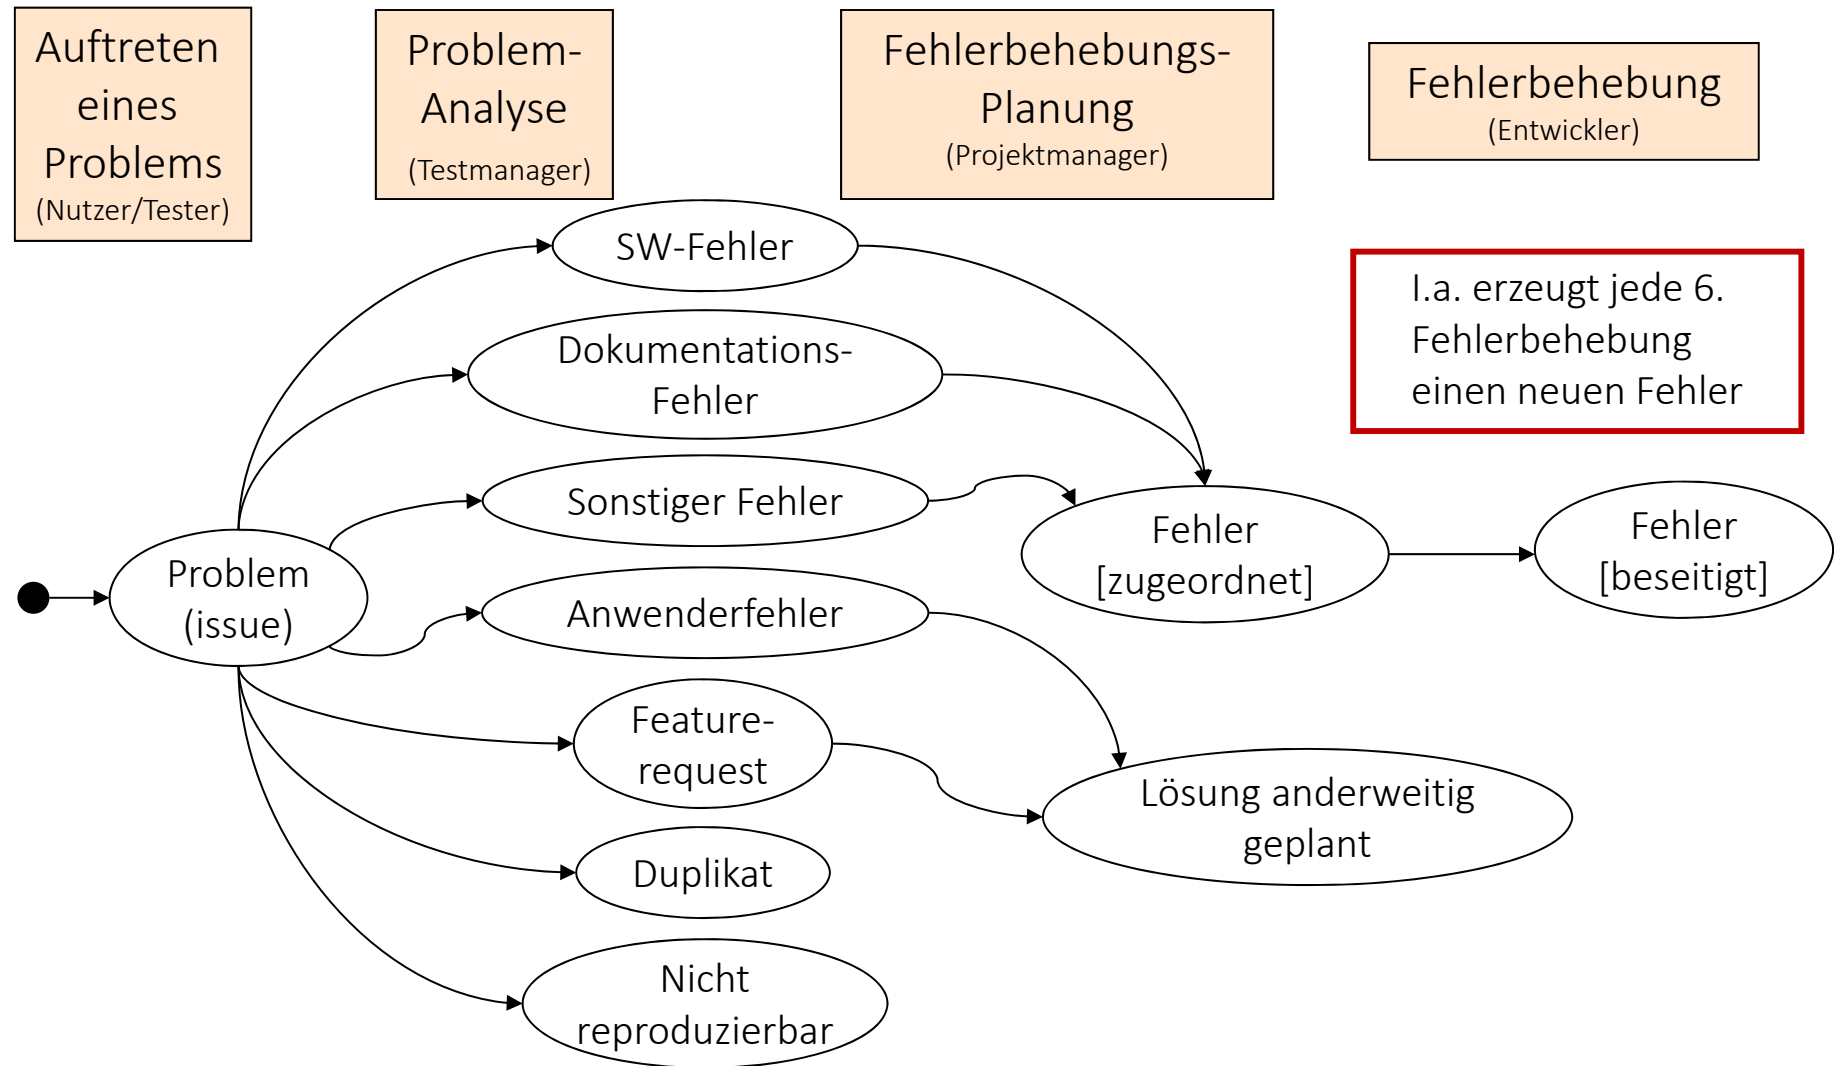 Auftreten
eines
Problems
(Nutzer/Tester)
Problem-
Analyse
(Testmanager)
Fehlerbehebungs-
Planung
(Projektmanager)
Fehlerbehebung
(Entwickler)
I.a. erzeugt jede 6.
Fehlerbehebung
einen neuen Fehler
Problem
(issue)
SW-Fehler
Dokumentations-
Fehler
Sonstiger Fehler
Anwenderfehler
Feature-
request
Duplikat
Nicht
reproduzierbar
Fehler
[zugeordnet]
Lösung anderweitig
geplant
Fehler
[beseitigt]